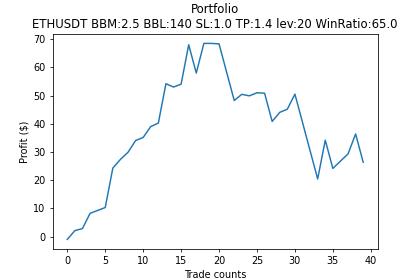 Portfolio
ETHUSDT BBM:2.5 BBL:140 SL:1.0 TP:1.4 lev:20 WinRatio:65.0
70
60
50
40
30
20
10
0
Profit ($)
0 5 10 15 20 25 30 35 40
Trade counts